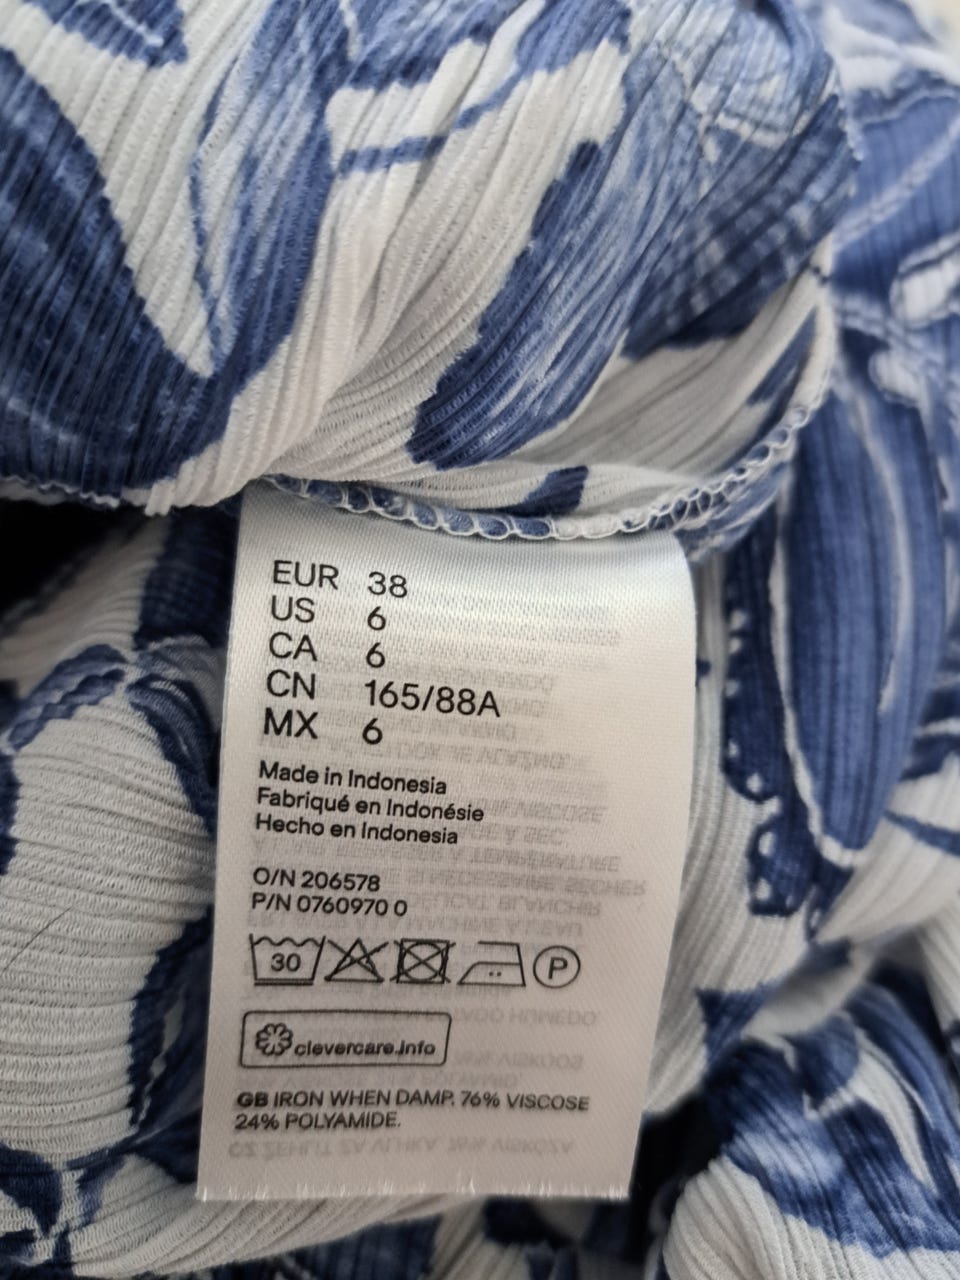 EUR 38
US 6
CA 6
CN 165/88A
MX 6
Made in Indonesia
Fabriqué en Indonésie
Hecho en Indonesia
O/N 206578
P/N 0760970 0
30
P
clevercare.info
GB IRON WHEN DAMP. 76% VISCOSE
24% POLYAMIDE.